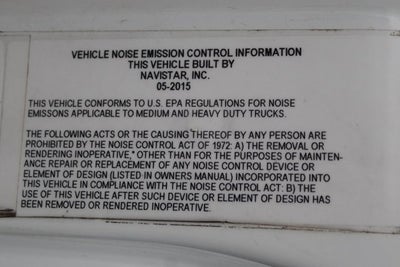 VEHICLE NOISE EMISSION CONTROL INFORMATION
THIS VEHICLE BUILT BY
NAVISTAR, INC.
05-2015
THIS VEHICLE CONFORMS TO U.S. EPA REGULATIONS FOR NOISE
EMISSIONS APPLICABLE TO MEDIUM AND HEAVY DUTY TRUCKS.
THE FOLLOWING ACTS OR THE CAUSING THEREOF BY ANY PERSON ARE
PROHIBITED BY THE NOISE CONTROL ACT OF 1972: A) THE REMOVAL OR
RENDERING INOPERATIVE," OTHER THAN FOR THE PURPOSES OF MAINTEN-
ANCE REPAIR OR REPLACEMENT OF ANY NOISE CONTROL DEVICE OR
ELEMENT OF DESIGN (LISTED IN OWNERS MANUAL) INCORPORATED INTO
THIS VEHICLE IN COMPLIANCE WITH THE NOISE CONTROL ACT: B) THE
USE OF THIS VEHICLE AFTER SUCH DEVICE OR ELEMENT OF DESIGN HAS
BEEN REMOVED OR RENDERED INOPERATIVE.